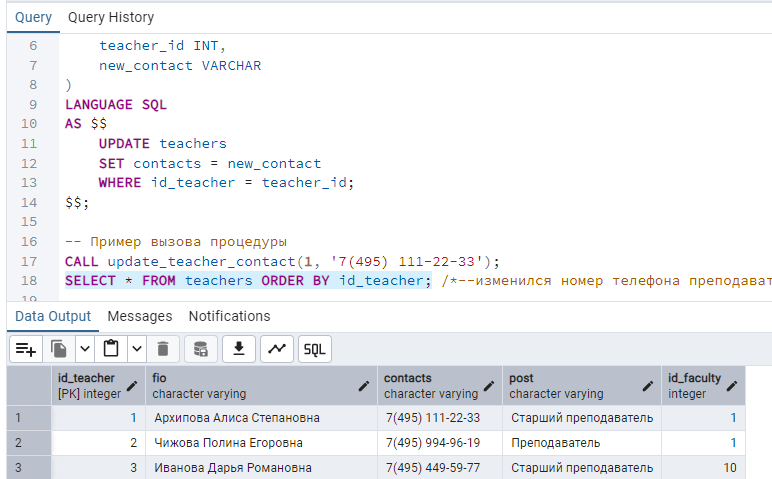 Query Query History
6 teacher_id INT,
7 new_contact VARCHAR
8 )
9 LANGUAGE SQL
10 AS $$
11 UPDATE teachers
12 SET contacts = new_contact
13 WHERE id_teacher = teacher_id;
14 $$;
15
16 -- Пример вызова процедуры
17 CALL update_teacher_contact(1, '7(495) 111-22-33');
18 SELECT * FROM teachers ORDER BY id_teacher; /*--изменился номер телефона преподават
19
Data Output Messages Notifications
SQL
id_teacher fio contacts post id_faculty
[PK] integer character varying character varying character varying integer
1 1 Архипова Алиса Степановна 7(495) 111-22-33 Старший преподаватель 1
2 2 Чижова Полина Егоровна 7(495) 994-96-19 Преподаватель 1
3 3 Иванова Дарья Романовна 7(495) 449-59-77 Старший преподаватель 10